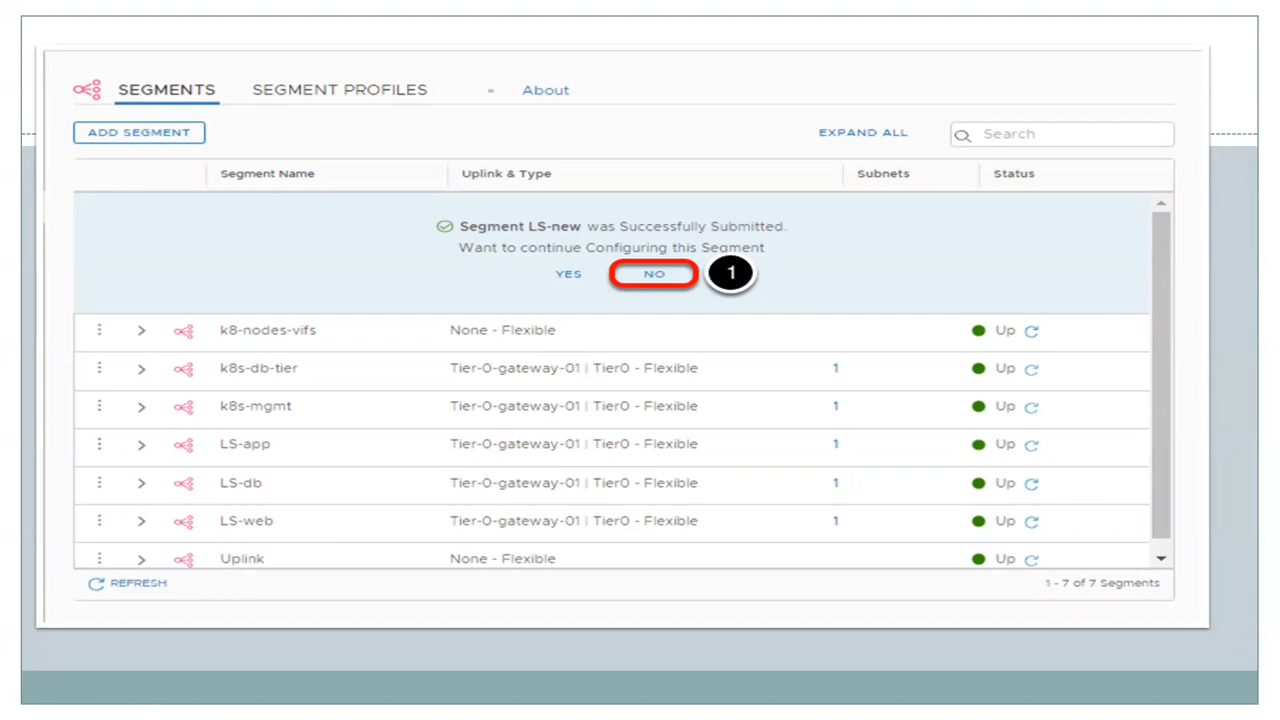 SEGMENTS SEGMENT PROFILES About
ADD SEGMENT EXPAND ALL Search
Segment Name Uplink & Type Subnets Status
Segment LS-new was Successfully Submitted.
Want to continue Configuring this Segment
YES NO 1
k8-nodes-vifs None - Flexible Up
k8s-db-tier Tier-0-gateway-01 | Tier0 - Flexible 1 Up
k8s-mgmt Tier-0-gateway-01 | Tier0 - Flexible 1 Up
LS-app Tier-0-gateway-01 | Tier0 - Flexible 1 Up
LS-db Tier-0-gateway-01 | Tier0 - Flexible 1 Up
LS-web Tier-0-gateway-01 | Tier0 - Flexible 1 Up
Uplink None - Flexible Up
REFRESH 1 - 7 of 7 Segments